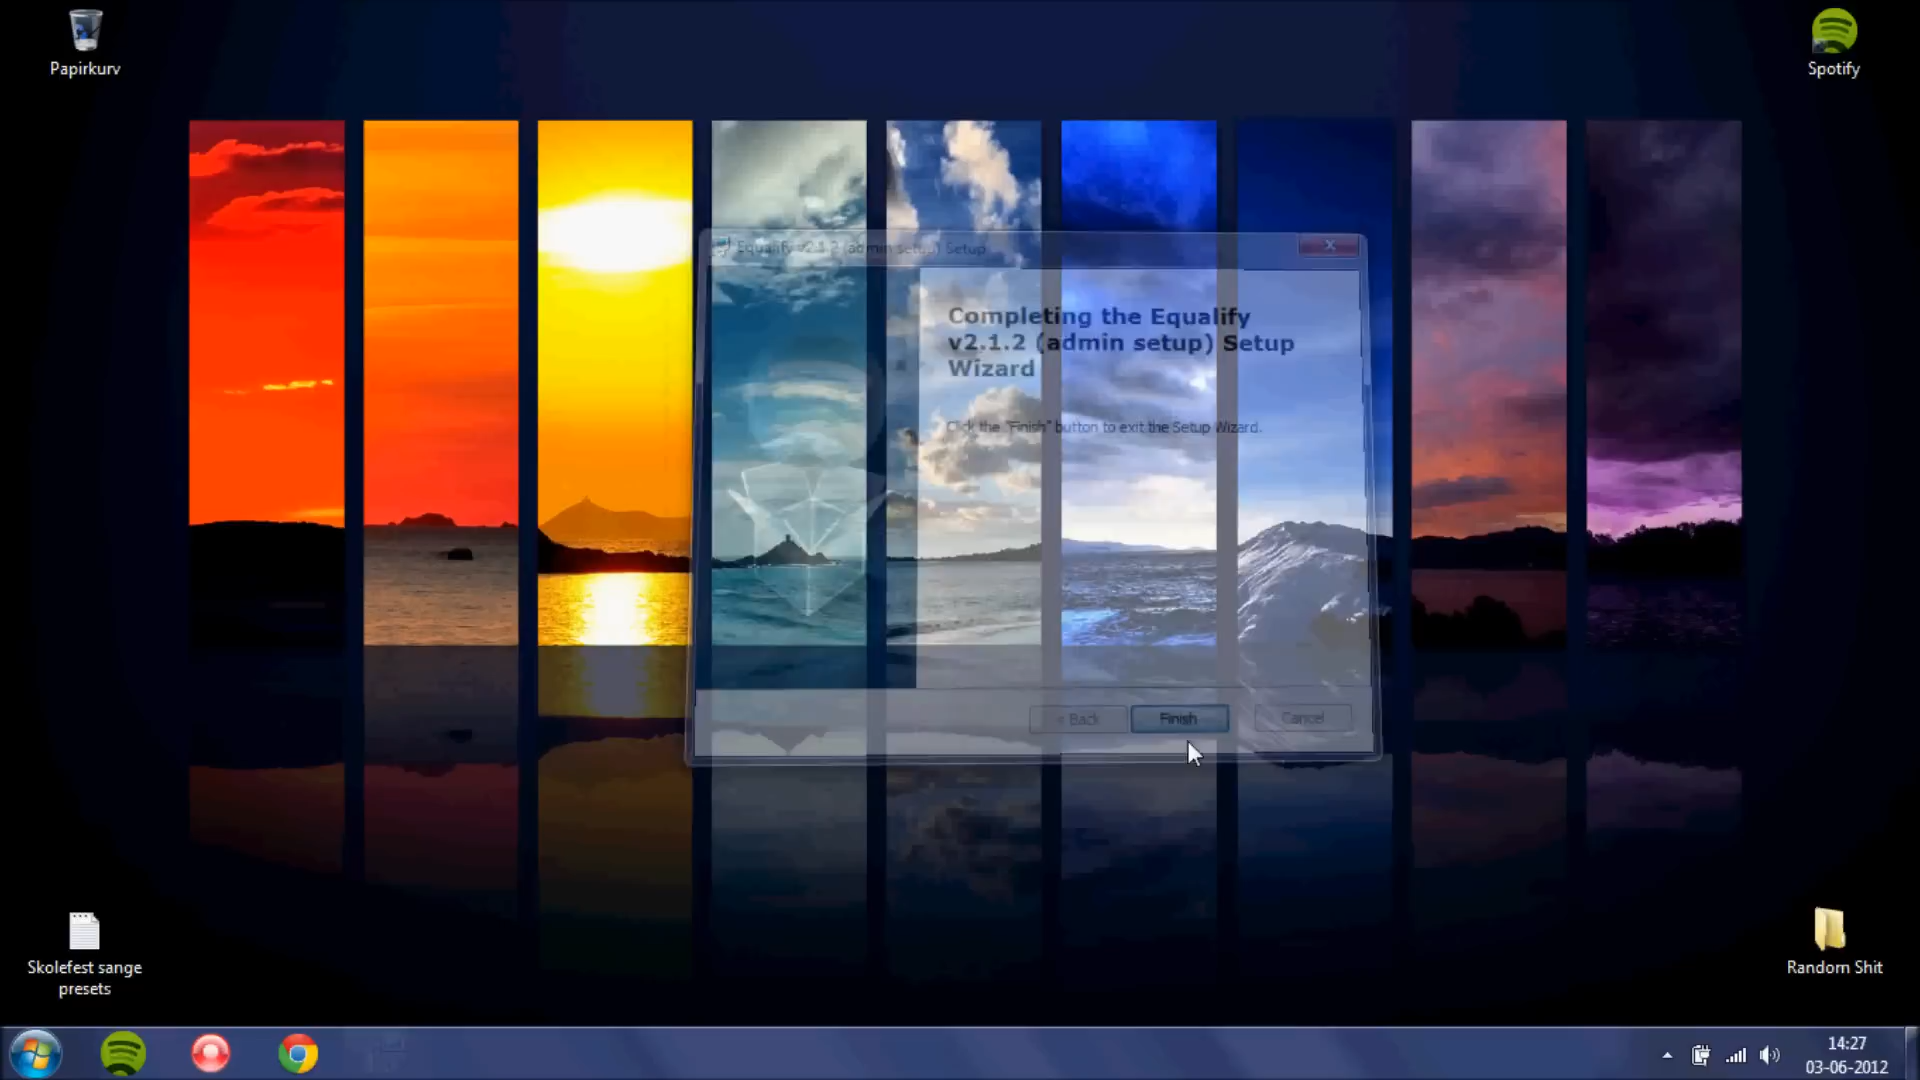 Papirkurv
Spotify
Equalify v2.1.2 (admin setup) Setup
Completing the Equalify
v2.1.2 (admin setup) Setup
Wizard
Click the "Finish" button to exit the Setup Wizard.
< Back
Finish
Cancel
Skolefest sange
presets
Random Shit
14:27
03-06-2012